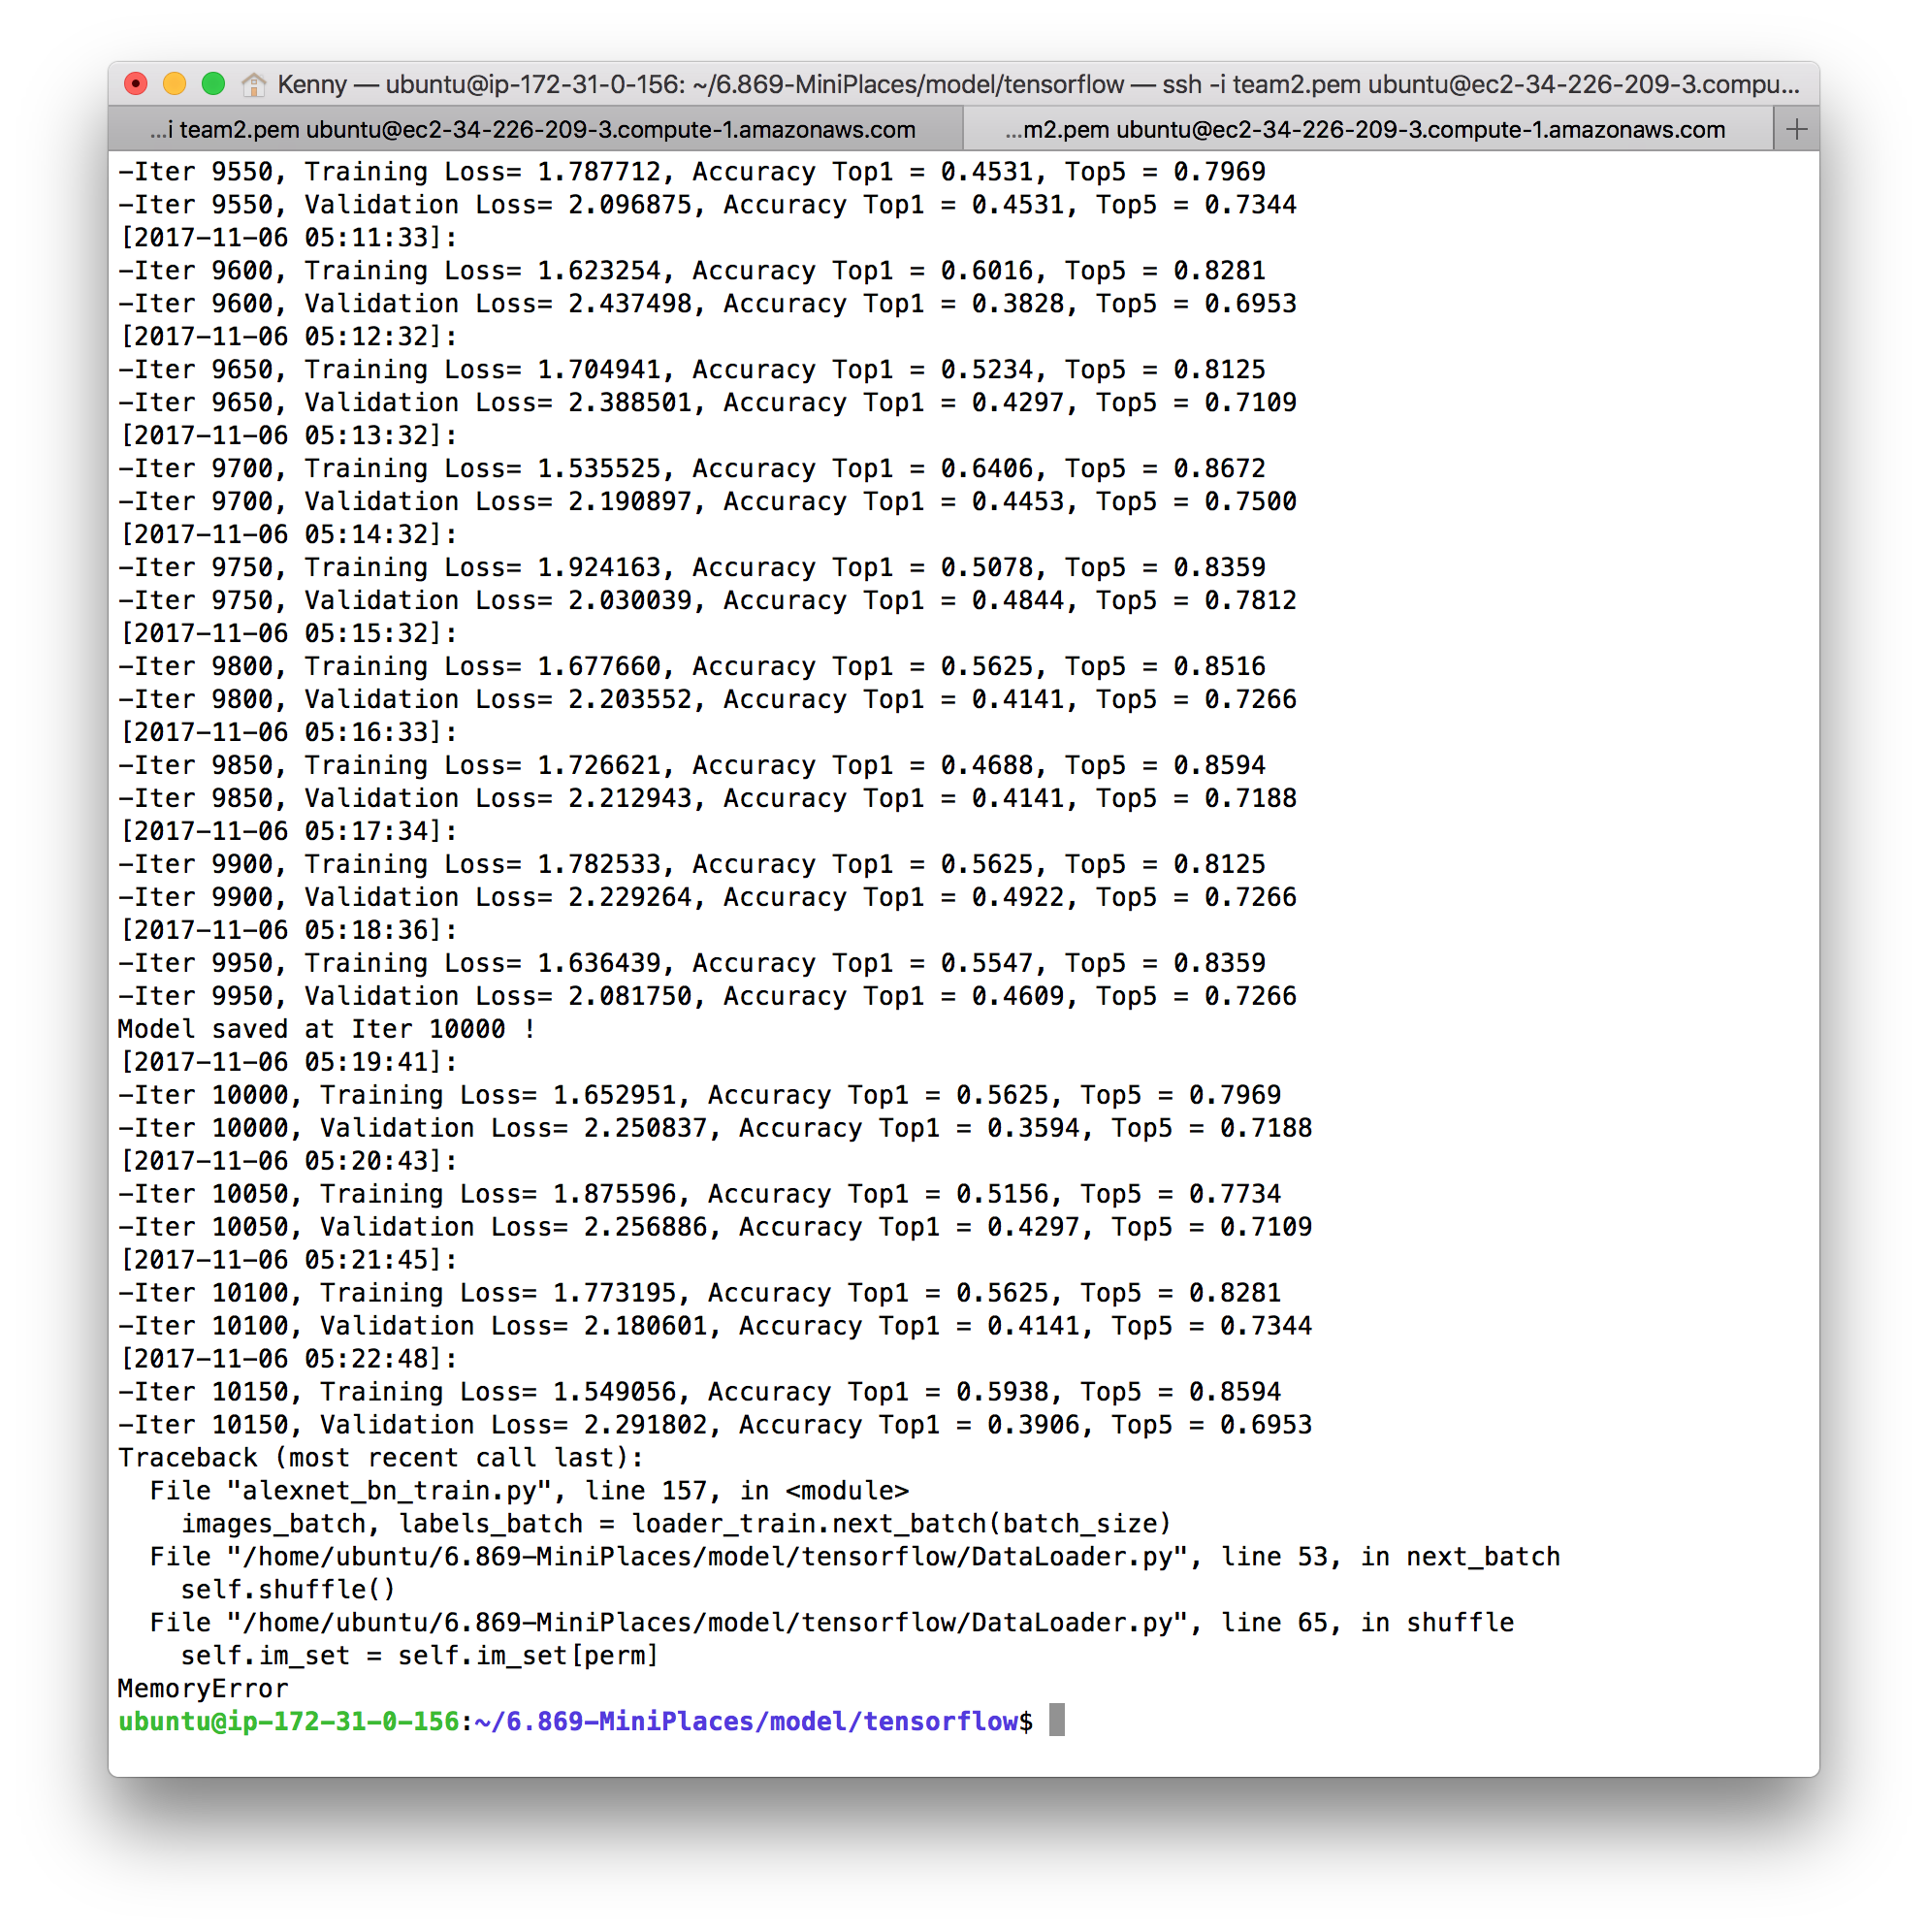 Kenny — ubuntu@ip-172-31-0-156: ~/6.869-MiniPlaces/model/tensorflow — ssh -i team2.pem ubuntu@ec2-34-226-209-3.compu...
...i team2.pem ubuntu@ec2-34-226-209-3.compute-1.amazonaws.com
...m2.pem ubuntu@ec2-34-226-209-3.compute-1.amazonaws.com
-Iter 9550, Training Loss= 1.787712, Accuracy Top1 = 0.4531, Top5 = 0.7969
-Iter 9550, Validation Loss= 2.096875, Accuracy Top1 = 0.4531, Top5 = 0.7344
[2017-11-06 05:11:33]:
-Iter 9600, Training Loss= 1.623254, Accuracy Top1 = 0.6016, Top5 = 0.8281
-Iter 9600, Validation Loss= 2.437498, Accuracy Top1 = 0.3828, Top5 = 0.6953
[2017-11-06 05:12:32]:
-Iter 9650, Training Loss= 1.704941, Accuracy Top1 = 0.5234, Top5 = 0.8125
-Iter 9650, Validation Loss= 2.388501, Accuracy Top1 = 0.4297, Top5 = 0.7109
[2017-11-06 05:13:32]:
-Iter 9700, Training Loss= 1.535525, Accuracy Top1 = 0.6406, Top5 = 0.8672
-Iter 9700, Validation Loss= 2.190897, Accuracy Top1 = 0.4453, Top5 = 0.7500
[2017-11-06 05:14:32]:
-Iter 9750, Training Loss= 1.924163, Accuracy Top1 = 0.5078, Top5 = 0.8359
-Iter 9750, Validation Loss= 2.030039, Accuracy Top1 = 0.4844, Top5 = 0.7812
[2017-11-06 05:15:32]:
-Iter 9800, Training Loss= 1.677660, Accuracy Top1 = 0.5625, Top5 = 0.8516
-Iter 9800, Validation Loss= 2.203552, Accuracy Top1 = 0.4141, Top5 = 0.7266
[2017-11-06 05:16:33]:
-Iter 9850, Training Loss= 1.726621, Accuracy Top1 = 0.4688, Top5 = 0.8594
-Iter 9850, Validation Loss= 2.212943, Accuracy Top1 = 0.4141, Top5 = 0.7188
[2017-11-06 05:17:34]:
-Iter 9900, Training Loss= 1.782533, Accuracy Top1 = 0.5625, Top5 = 0.8125
-Iter 9900, Validation Loss= 2.229264, Accuracy Top1 = 0.4922, Top5 = 0.7266
[2017-11-06 05:18:36]:
-Iter 9950, Training Loss= 1.636439, Accuracy Top1 = 0.5547, Top5 = 0.8359
-Iter 9950, Validation Loss= 2.081750, Accuracy Top1 = 0.4609, Top5 = 0.7266
Model saved at Iter 10000 !
[2017-11-06 05:19:41]:
-Iter 10000, Training Loss= 1.652951, Accuracy Top1 = 0.5625, Top5 = 0.7969
-Iter 10000, Validation Loss= 2.250837, Accuracy Top1 = 0.3594, Top5 = 0.7188
[2017-11-06 05:20:43]:
-Iter 10050, Training Loss= 1.875596, Accuracy Top1 = 0.5156, Top5 = 0.7734
-Iter 10050, Validation Loss= 2.256886, Accuracy Top1 = 0.4297, Top5 = 0.7109
[2017-11-06 05:21:45]:
-Iter 10100, Training Loss= 1.773195, Accuracy Top1 = 0.5625, Top5 = 0.8281
-Iter 10100, Validation Loss= 2.180601, Accuracy Top1 = 0.4141, Top5 = 0.7344
[2017-11-06 05:22:48]:
-Iter 10150, Training Loss= 1.549056, Accuracy Top1 = 0.5938, Top5 = 0.8594
-Iter 10150, Validation Loss= 2.291802, Accuracy Top1 = 0.3906, Top5 = 0.6953
Traceback (most recent call last):
  File "alexnet_bn_train.py", line 157, in <module>
    images_batch, labels_batch = loader_train.next_batch(batch_size)
  File "/home/ubuntu/6.869-MiniPlaces/model/tensorflow/DataLoader.py", line 53, in next_batch
    self.shuffle()
  File "/home/ubuntu/6.869-MiniPlaces/model/tensorflow/DataLoader.py", line 65, in shuffle
    self.im_set = self.im_set[perm]
MemoryError
ubuntu@ip-172-31-0-156:~/6.869-MiniPlaces/model/tensorflow$